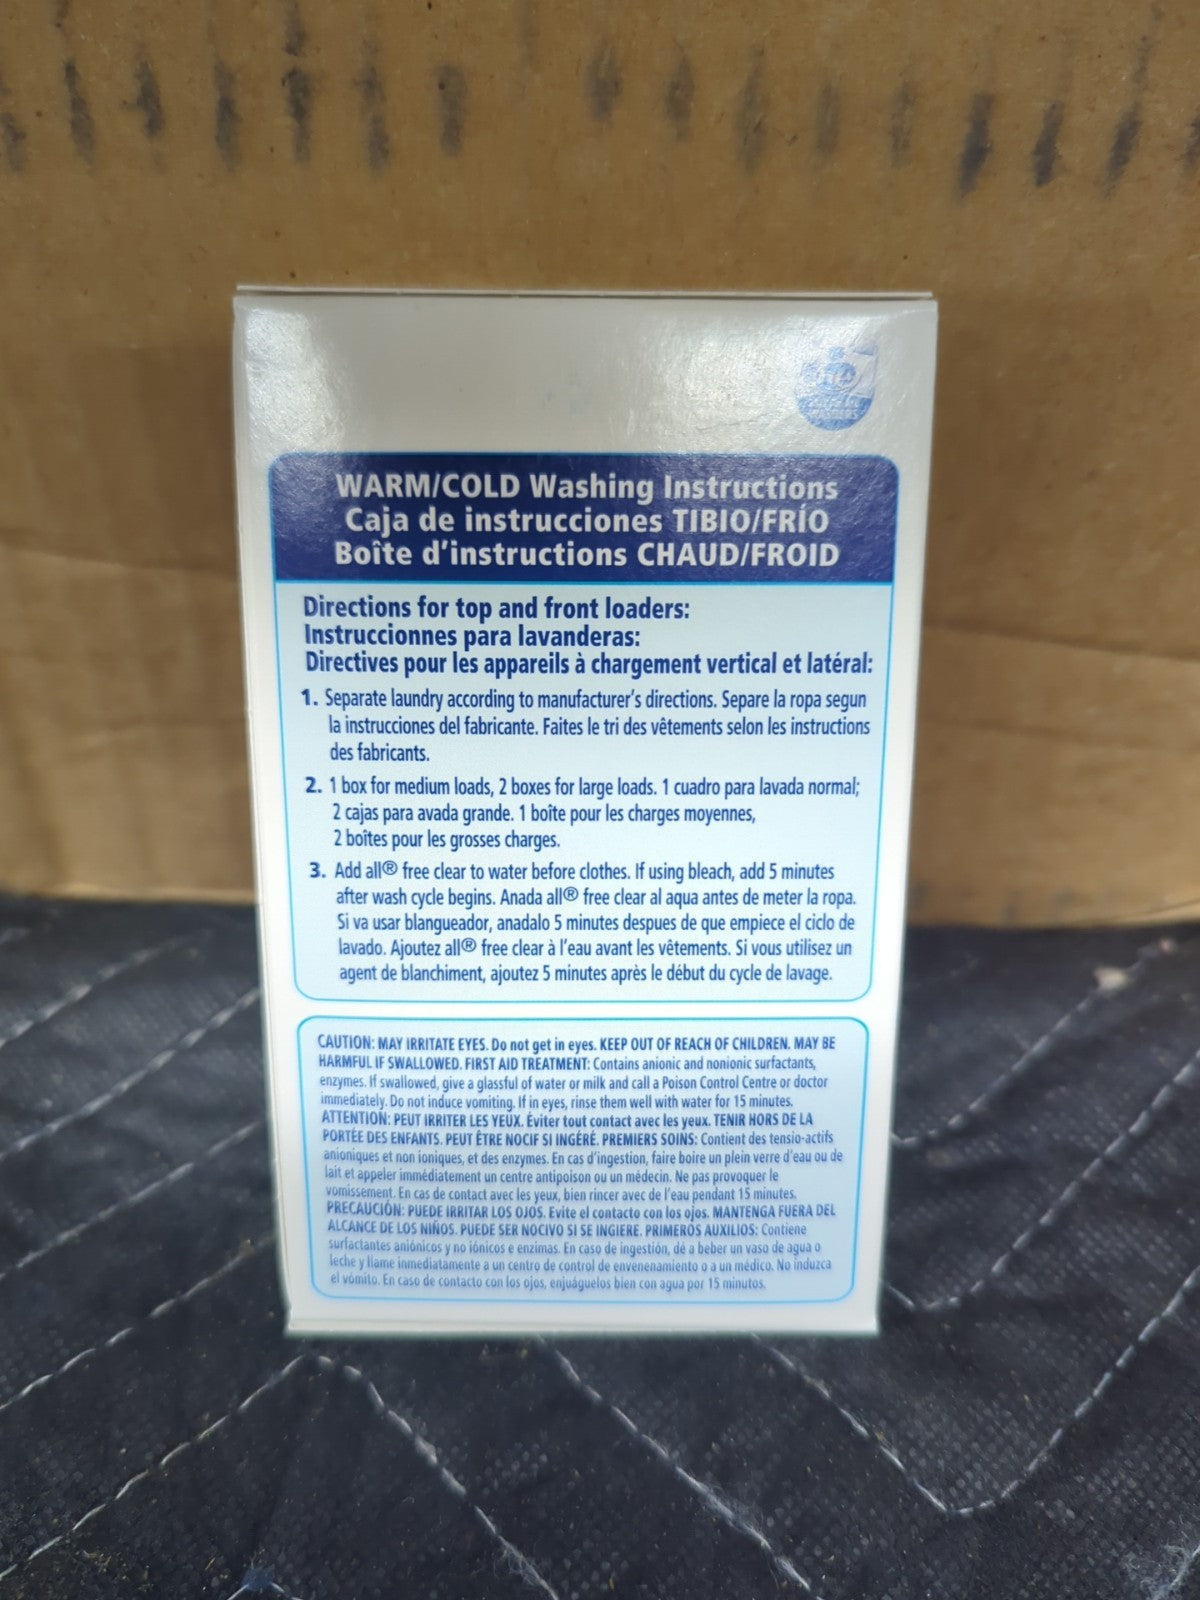 he
WASHERS
WARM/COLD Washing Instructions
Caja de instrucciones TIBIO/FRÍO
Boîte d'instructions CHAUD/FROID
Directions for top and front loaders:
Instruccionnes para lavanderas:
Directives pour les appareils à chargement vertical et latéral:
1. Separate laundry according to manufacturer's directions. Separe la ropa segun
la instrucciones del fabricante. Faites le tri des vêtements selon les instructions
des fabricants.
2. 1 box for medium loads, 2 boxes for large loads. 1 cuadro para lavada normal;
2 cajas para avada grande. 1 boîte pour les charges moyennes,
2 boîtes pour les grosses charges.
3. Add all® free clear to water before clothes. If using bleach, add 5 minutes
after wash cycle begins. Anada all® free clear al aqua antes de meter la ropa.
Si va usar blangueador, anadalo 5 minutes despues de que empiece el ciclo de
lavado. Ajoutez all® free clear à l'eau avant les vêtements. Si vous utilisez un
agent de blanchiment, ajoutez 5 minutes après le début du cycle de lavage.
CAUTION: MAY IRRITATE EYES. Do not get in eyes. KEEP OUT OF REACH OF CHILDREN. MAY BE
HARMFUL IF SWALLOWED. FIRST AID TREATMENT: Contains anionic and nonionic surfactants,
enzymes. If swallowed, give a glassful of water or milk and call a Poison Control Centre or doctor
immediately. Do not induce vomiting. If in eyes, rinse them well with water for 15 minutes.
ATTENTION: PEUT IRRITER LES YEUX. Éviter tout contact avec les yeux. TENIR HORS DE LA
PORTÉE DES ENFANTS. PEUT ÊTRE NOCIF SI INGÉRÉ. PREMIERS SOINS: Contient des tensio-actifs
anioniques et non ioniques, et des enzymes. En cas d'ingestion, faire boire un plein verre d'eau ou de
lait et appeler immédiatement un centre antipoison ou un médecin. Ne pas provoquer le
vomissement. En cas de contact avec les yeux, bien rincer avec de l'eau pendant 15 minutes.
PRECAUCIÓN: PUEDE IRRITAR LOS OJOS. Evite el contacto con los ojos. MANTENGA FUERA DEL
ALCANCE DE LOS NIÑOS. PUEDE SER NOCIVO SI SE INGIERE. PRIMEROS AUXILIOS: Contiene
surfactantes aniónicos y no iónicos e enzimas. En caso de ingestión, dé a beber un vaso de agua o
leche y llame inmediatamente a un centro de control de envenenamiento o a un médico. No induzca
el vómito. En caso de contacto con los ojos, enjuáguelos bien con agua por 15 minutos.